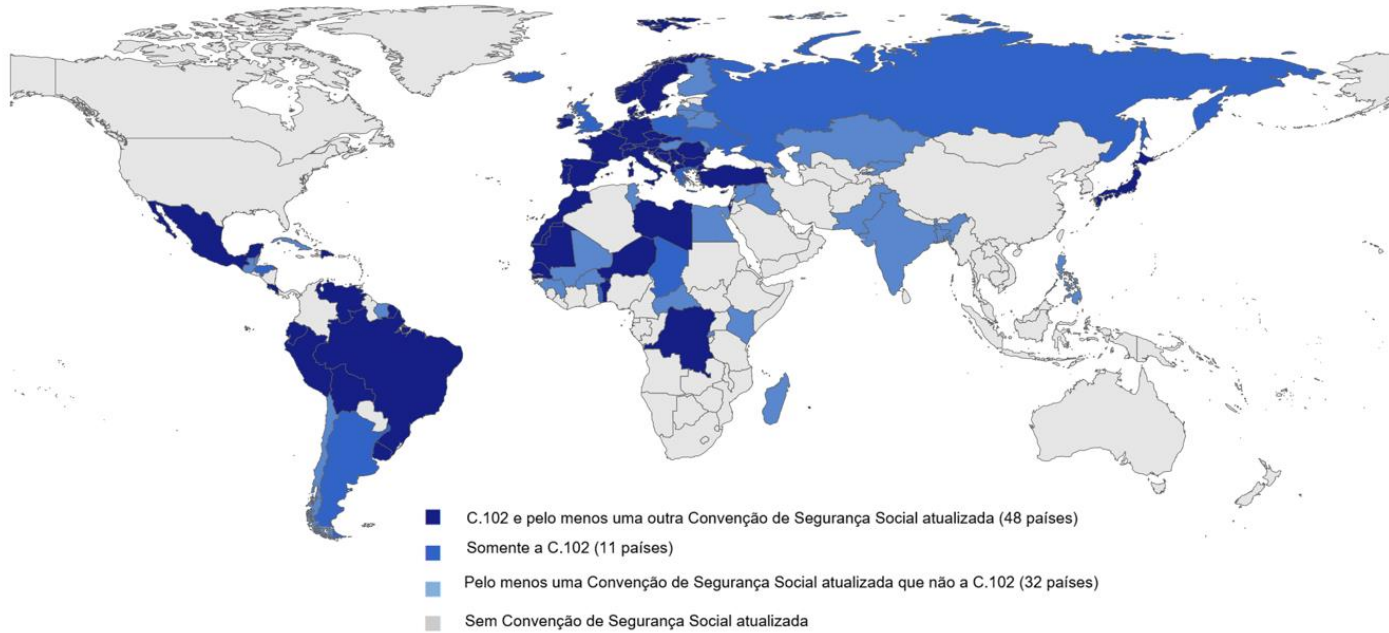 C.102 e pelo menos uma outra Convenção de Segurança Social atualizada (48 países)
Somente a C.102 (11 países)
Pelo menos uma Convenção de Segurança Social atualizada que não a C.102 (32 países)
Sem Convenção de Segurança Social atualizada